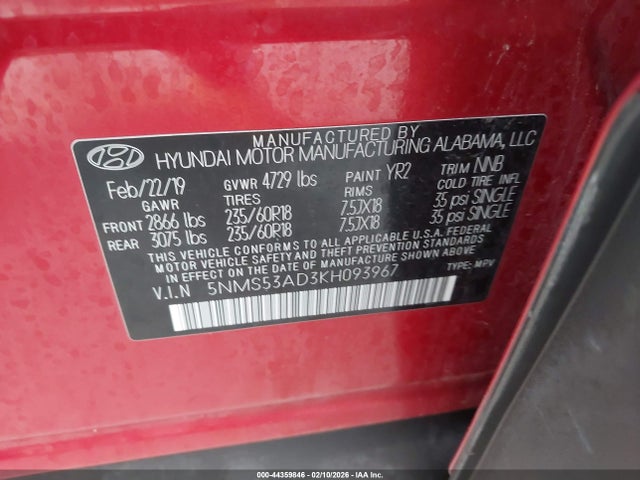 MANUFACTURED BY
HYUNDAI MOTOR MANUFACTURING ALABAMA, LLC
Feb/22/19 GVWR 4729 lbs PAINT YR2 TRIM NNB
GAWR TIRES RIMS COLD TIRE INFL
FRONT 2866 lbs 235/60R18 7.5JX18 35 psi SINGLE
REAR 3075 lbs 235/60R18 7.5JX18 35 psi SINGLE
THIS VEHICLE CONFORMS TO ALL APPLICABLE U.S.A. FEDERAL
MOTOR VEHICLE SAFETY AND THEFT PREVENTION STANDARDS
IN EFFECT ON THE DATE OF MANUFACTURE SHOWN ABOVE.
V.I.N 5NMS53AD3KH093967 TYPE: MPV
000-44359846 - 02/10/2026 - COPART, INC.